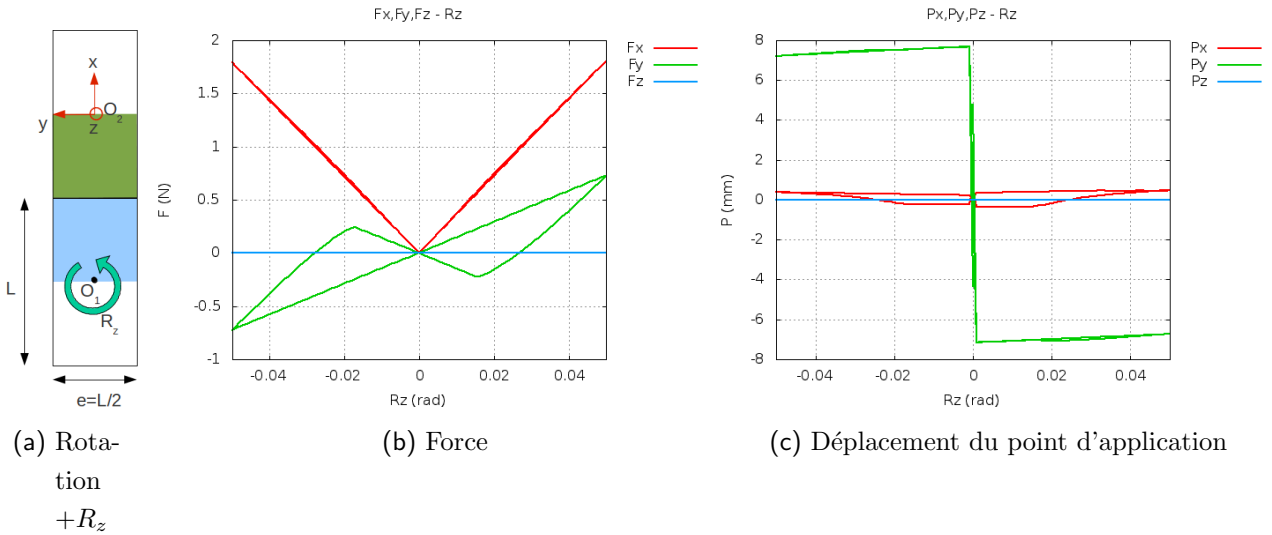 x
O2
y
z
L
O1
Rz
e=L/2
Fx,Fy,Fz - Rz
2
1.5
1
0.5
0
-0.5
-1
F (N)
-0.04
-0.02
0
0.02
0.04
Rz (rad)
Fx
Fy
Fz
Px,Py,Pz - Rz
8
6
4
2
0
-2
-4
-6
-8
P (mm)
-0.04
-0.02
0
0.02
0.04
Rz (rad)
Px
Py
Pz
(a) Rota-
tion
+Rz
(b) Force
(c) Déplacement du point d'application